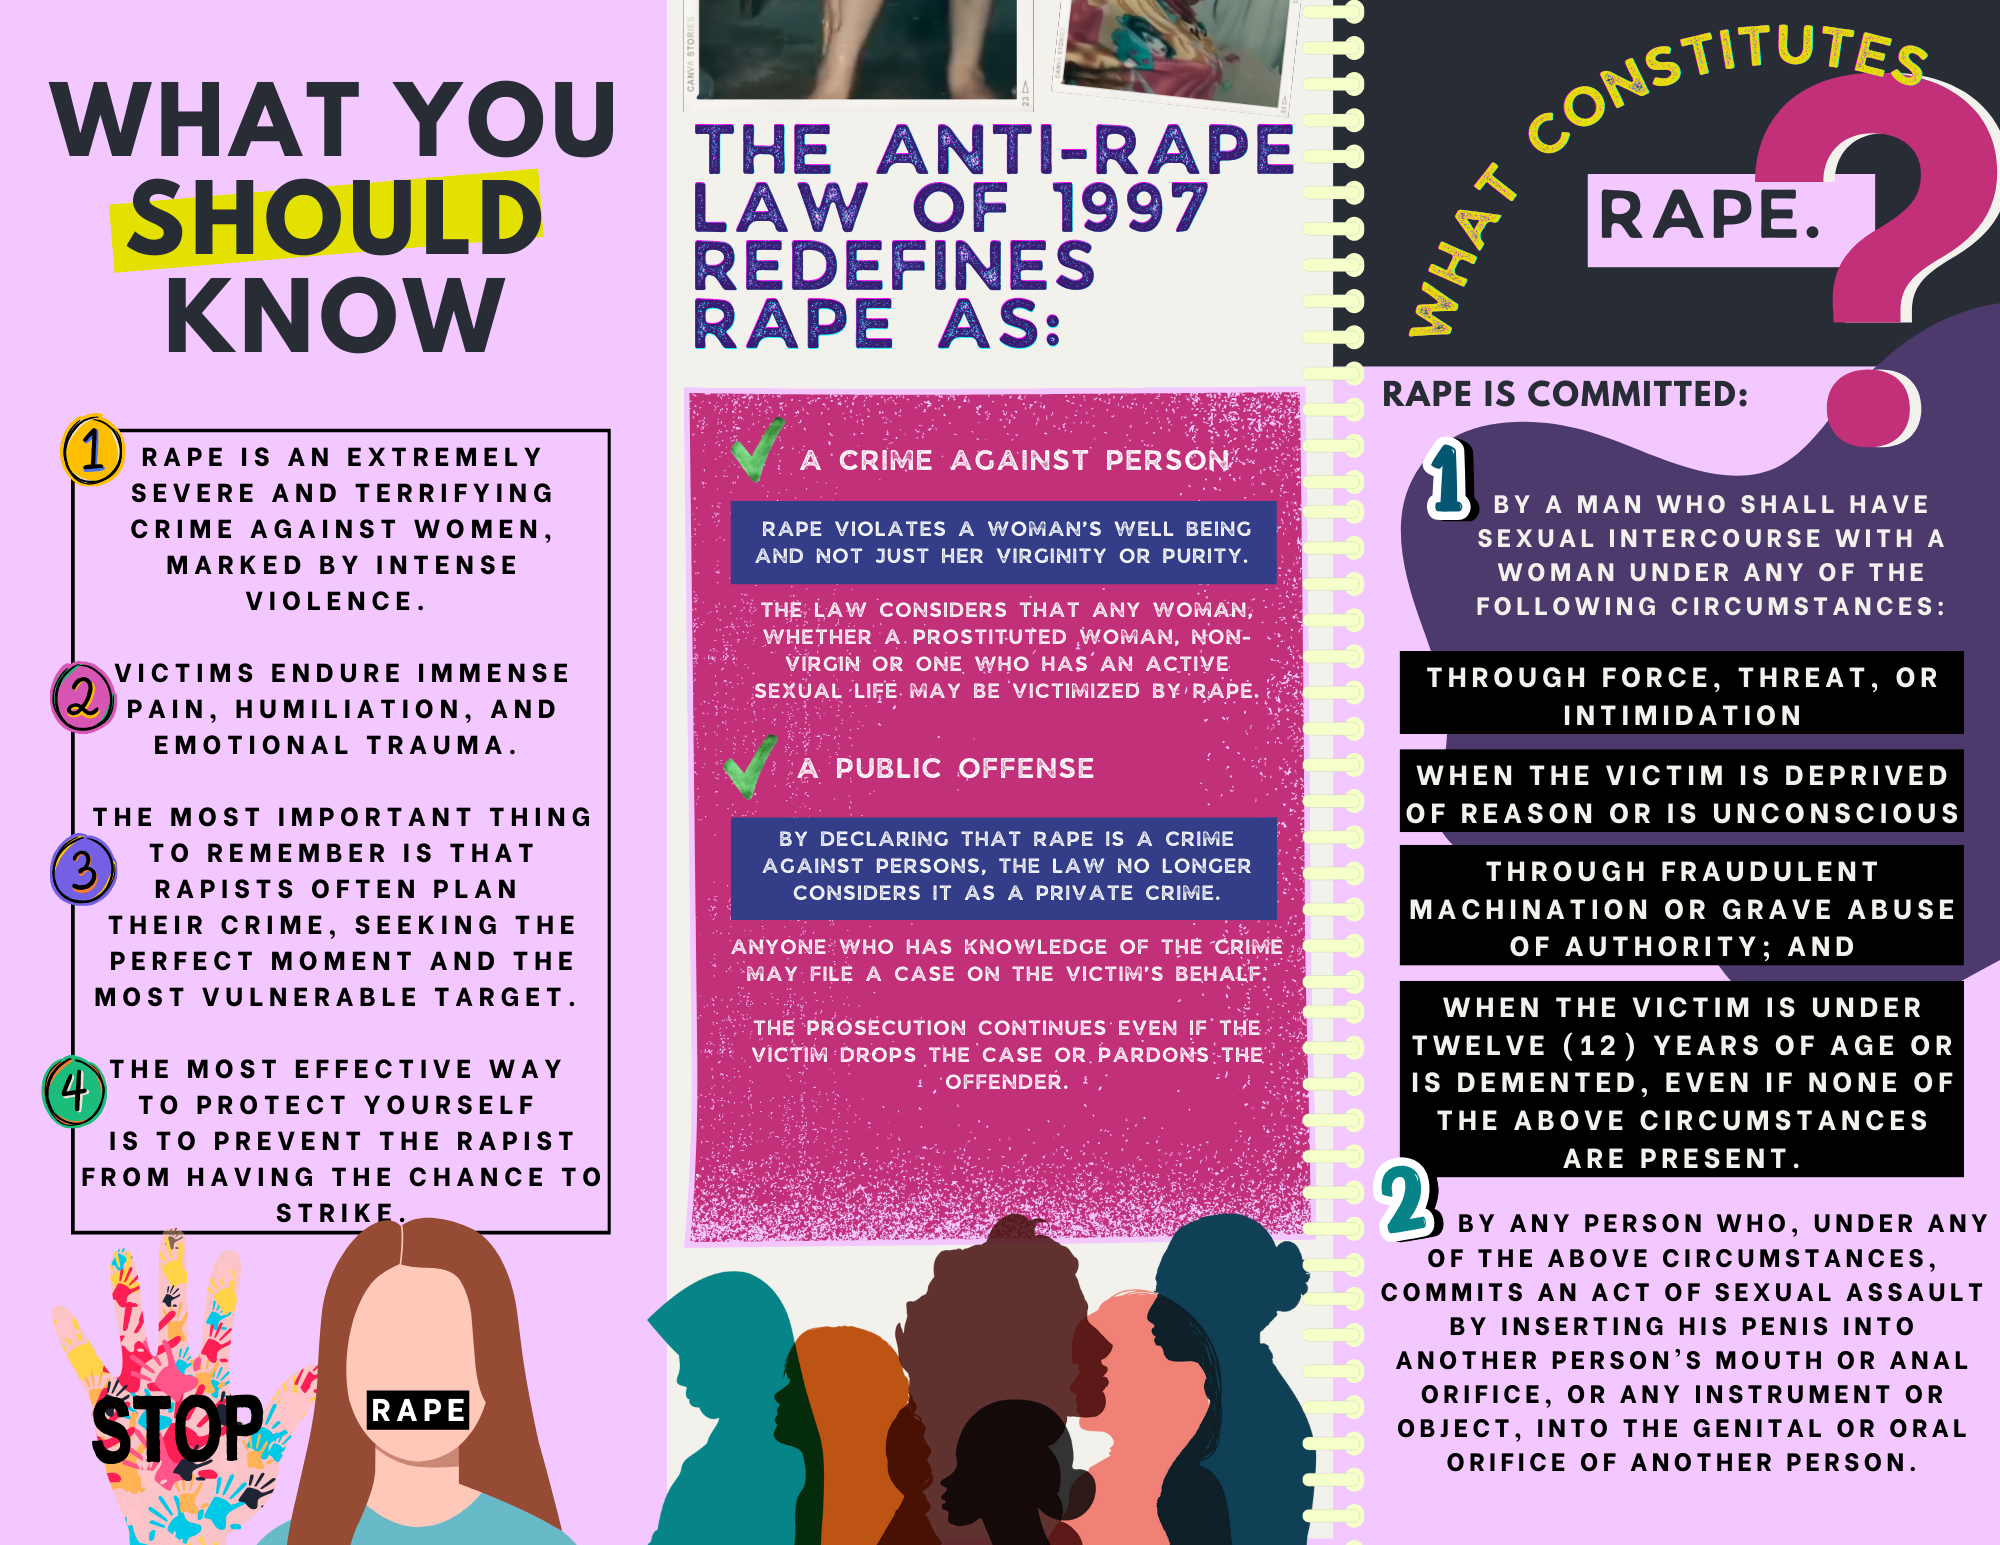 WHAT YOU
SHOULD
KNOW
1
RAPE IS AN EXTREMELY
SEVERE AND TERRIFYING
CRIME AGAINST WOMEN,
MARKED BY INTENSE
VIOLENCE.
2
VICTIMS ENDURE IMMENSE
PAIN, HUMILIATION, AND
EMOTIONAL TRAUMA.
3
THE MOST IMPORTANT THING
TO REMEMBER IS THAT
RAPISTS OFTEN PLAN
THEIR CRIME, SEEKING THE
PERFECT MOMENT AND THE
MOST VULNERABLE TARGET.
4
THE MOST EFFECTIVE WAY
TO PROTECT YOURSELF
IS TO PREVENT THE RAPIST
FROM HAVING THE CHANCE TO
STRIKE.
STOP
RAPE
CANVA STORIES
23
CANVA STORIES
23
THE ANTI-RAPE
LAW OF 1997
REDEFINES
RAPE AS:
A CRIME AGAINST PERSON
RAPE VIOLATES A WOMAN'S WELL BEING
AND NOT JUST HER VIRGINITY OR PURITY.
THE LAW CONSIDERS THAT ANY WOMAN,
WHETHER A PROSTITUTED WOMAN, NON-
VIRGIN OR ONE WHO HAS AN ACTIVE
SEXUAL LIFE MAY BE VICTIMIZED BY RAPE.
A PUBLIC OFFENSE
BY DECLARING THAT RAPE IS A CRIME
AGAINST PERSONS, THE LAW NO LONGER
CONSIDERS IT AS A PRIVATE CRIME.
ANYONE WHO HAS KNOWLEDGE OF THE CRIME
MAY FILE A CASE ON THE VICTIM'S BEHALF.
THE PROSECUTION CONTINUES EVEN IF THE
VICTIM DROPS THE CASE OR PARDONS THE
OFFENDER.
WHAT CONSTITUTES
RAPE.
?
RAPE IS COMMITTED:
1
BY A MAN WHO SHALL HAVE
SEXUAL INTERCOURSE WITH A
WOMAN UNDER ANY OF THE
FOLLOWING CIRCUMSTANCES:
THROUGH FORCE, THREAT, OR
INTIMIDATION
WHEN THE VICTIM IS DEPRIVED
OF REASON OR IS UNCONSCIOUS
THROUGH FRAUDULENT
MACHINATION OR GRAVE ABUSE
OF AUTHORITY; AND
WHEN THE VICTIM IS UNDER
TWELVE (12) YEARS OF AGE OR
IS DEMENTED, EVEN IF NONE OF
THE ABOVE CIRCUMSTANCES
ARE PRESENT.
2
BY ANY PERSON WHO, UNDER ANY
OF THE ABOVE CIRCUMSTANCES,
COMMITS AN ACT OF SEXUAL ASSAULT
BY INSERTING HIS PENIS INTO
ANOTHER PERSON'S MOUTH OR ANAL
ORIFICE, OR ANY INSTRUMENT OR
OBJECT, INTO THE GENITAL OR ORAL
ORIFICE OF ANOTHER PERSON.